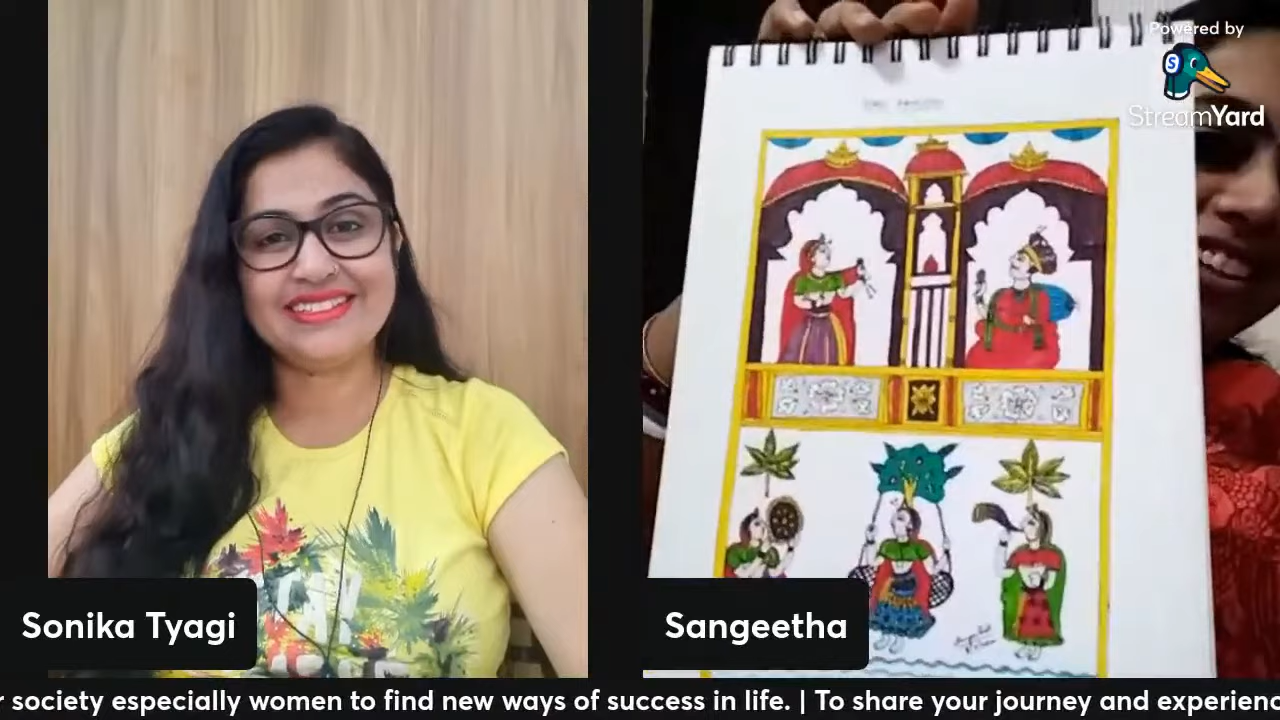 Powered by
StreamYard
Sonika Tyagi
Sangeetha
r society especially women to find new ways of success in life. | To share your journey and experienc